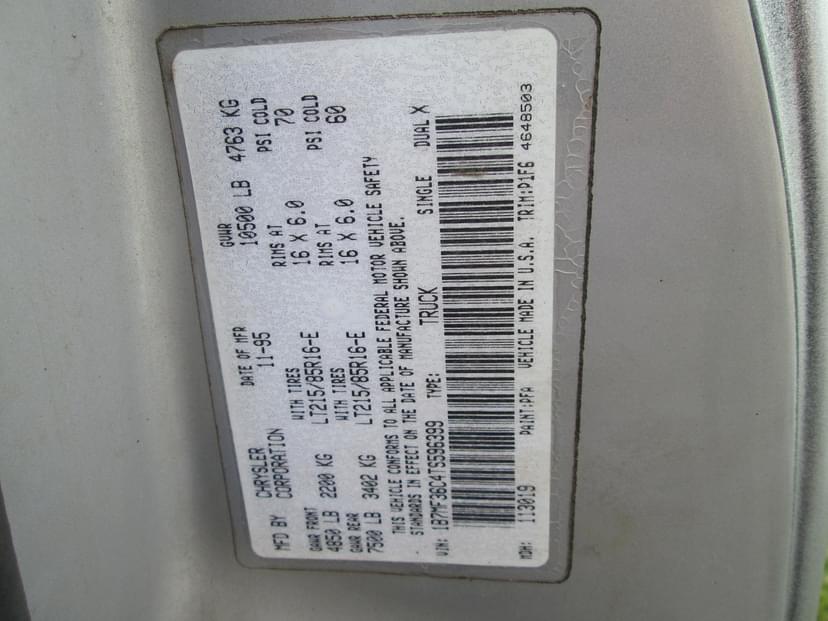 MFD BY CHRYSLER CORPORATION DATE OF MFR 11-95 GVWR 10500 LB 4763 KG
GAWR FRONT 4850 LB 2200 KG WITH TIRES LT215/85R16-E RIMS AT 16 X 6.0 PSI COLD 70
GAWR REAR 7500 LB 3402 KG WITH TIRES LT215/85R16-E RIMS AT 16 X 6.0 PSI COLD 60
THIS VEHICLE CONFORMS TO ALL APPLICABLE FEDERAL MOTOR VEHICLE SAFETY
STANDARDS IN EFFECT ON THE DATE OF MANUFACTURE SHOWN ABOVE.
VIN: 1B7MF36C4TS596399 TYPE: TRUCK SINGLE DUAL X
MDH: 113019 PAINT:PFA VEHICLE MADE IN U.S.A. TRIM:P1F6 4648503